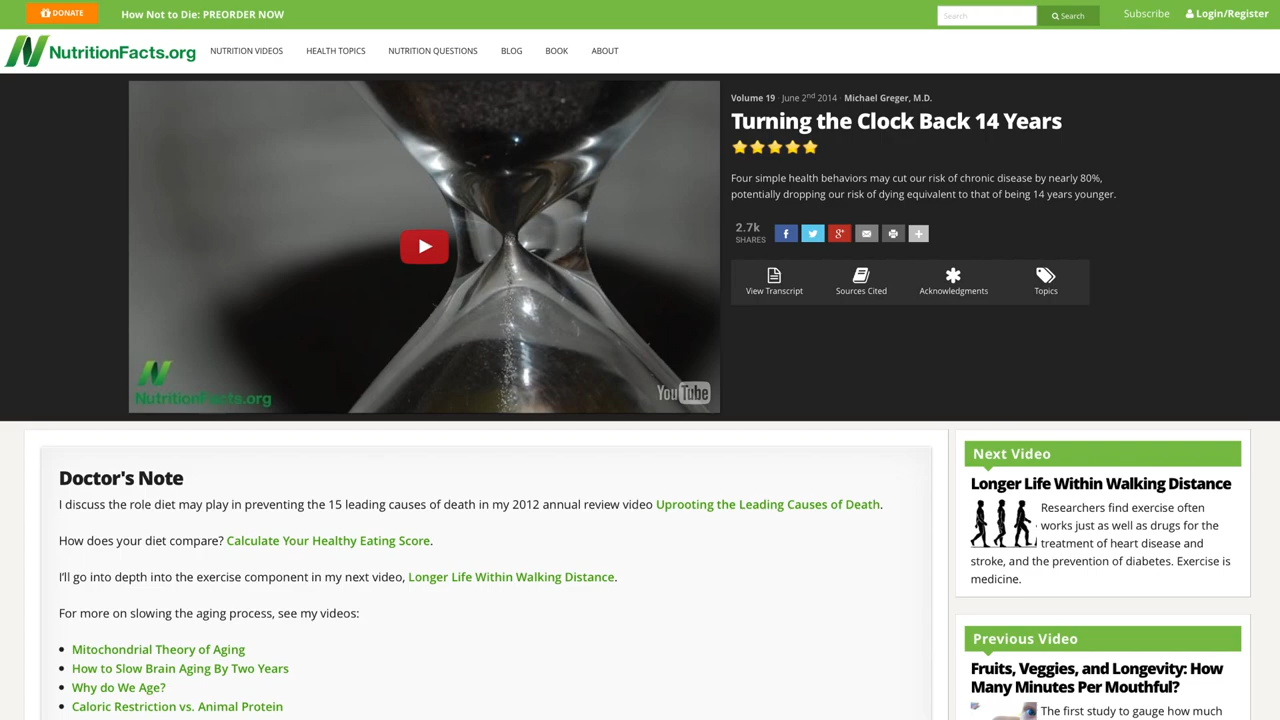 DONATE
How Not to Die: PREORDER NOW
Search
Search
Subscribe
Login/Register
NutritionFacts.org
NUTRITION VIDEOS
HEALTH TOPICS
NUTRITION QUESTIONS
BLOG
BOOK
ABOUT
Volume 19 · June 2nd 2014 · Michael Greger, M.D.
Turning the Clock Back 14 Years
Four simple health behaviors may cut our risk of chronic disease by nearly 80%,
potentially dropping our risk of dying equivalent to that of being 14 years younger.
2.7k
SHARES
View Transcript
Sources Cited
Acknowledgments
Topics
NutritionFacts.org
YouTube
Doctor's Note
I discuss the role diet may play in preventing the 15 leading causes of death in my 2012 annual review video Uprooting the Leading Causes of Death.
How does your diet compare? Calculate Your Healthy Eating Score.
I'll go into depth into the exercise component in my next video, Longer Life Within Walking Distance.
For more on slowing the aging process, see my videos:
• Mitochondrial Theory of Aging
• How to Slow Brain Aging By Two Years
• Why do We Age?
• Caloric Restriction vs. Animal Protein
Next Video
Longer Life Within Walking Distance
Researchers find exercise often
works just as well as drugs for the
treatment of heart disease and
stroke, and the prevention of diabetes. Exercise is
medicine.
Previous Video
Fruits, Veggies, and Longevity: How
Many Minutes Per Mouthful?
The first study to gauge how much